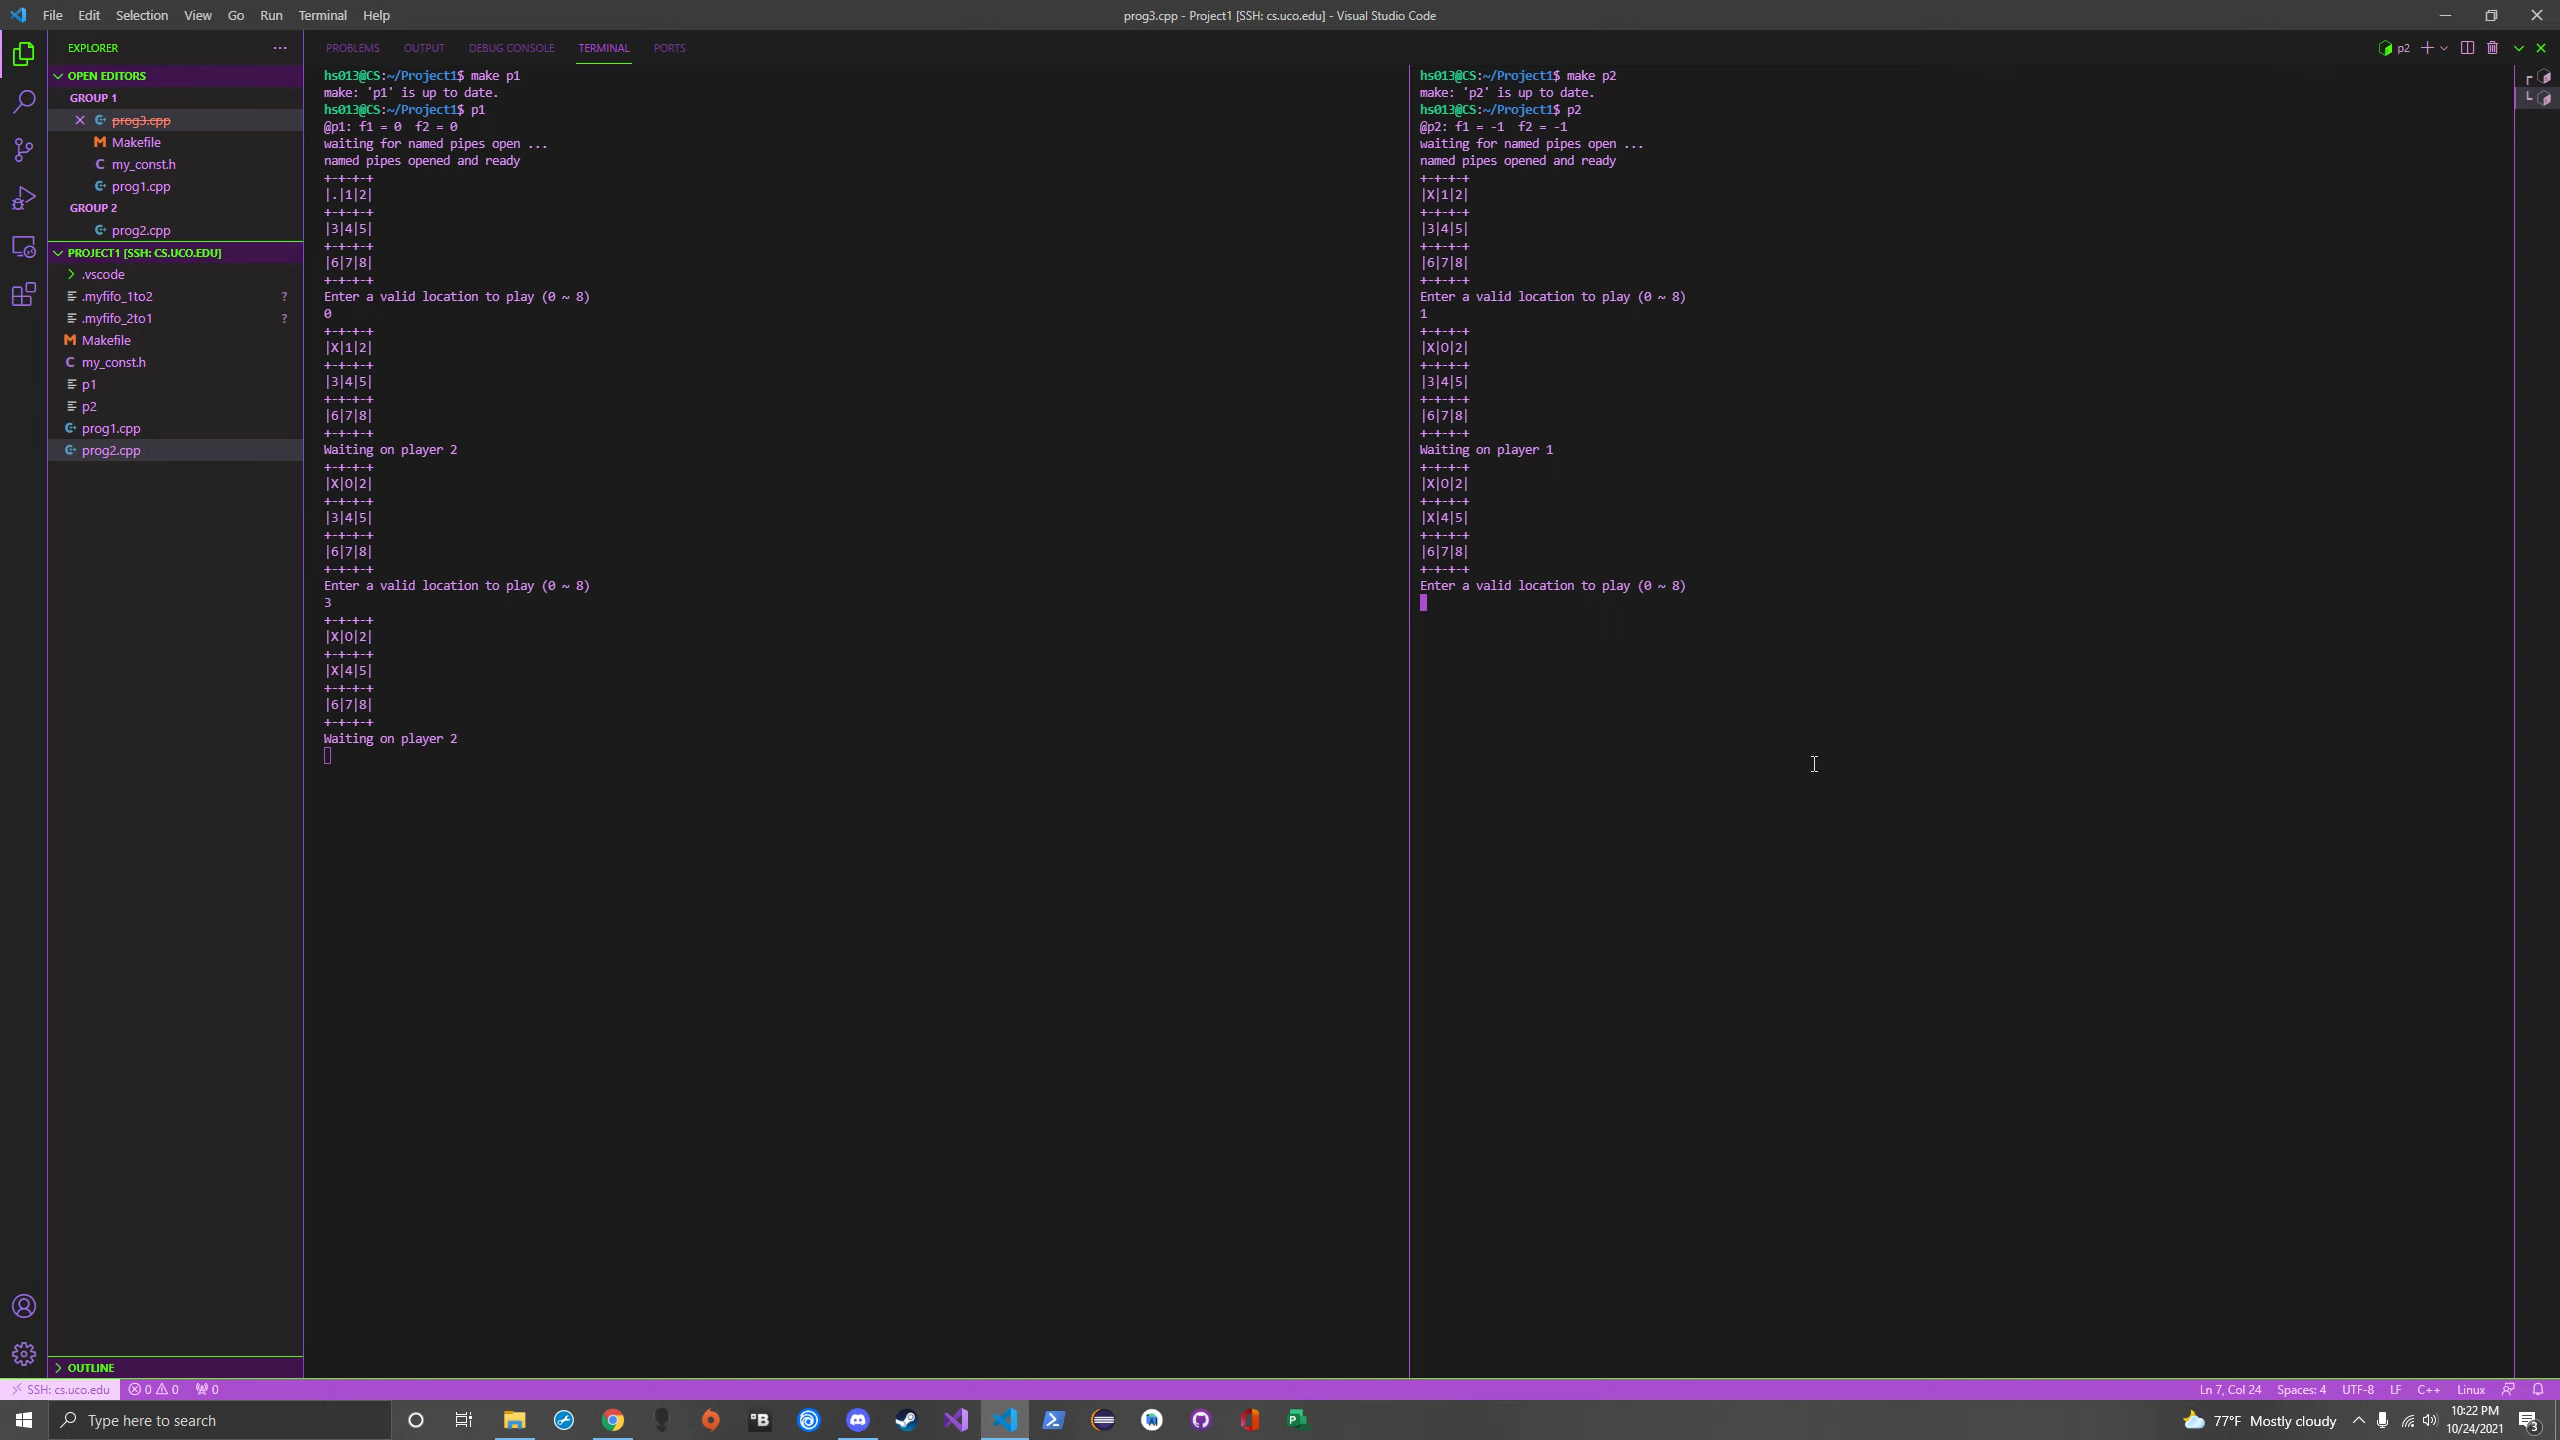 File Edit Selection View Go Run Terminal Help
prog3.cpp - Project1 [SSH: cs.uco.edu] - Visual Studio Code
EXPLORER
OPEN EDITORS
GROUP 1
prog3.cpp
Makefile
my_const.h
prog1.cpp
GROUP 2
prog2.cpp
PROJECT1 [SSH: CS.UCO.EDU]
.vscode
.myfifo_1to2 ?
.myfifo_2to1 ?
Makefile
my_const.h
p1
p2
prog1.cpp
prog2.cpp
OUTLINE
PROBLEMS OUTPUT DEBUG CONSOLE TERMINAL PORTS
p2
hs013@CS:~/Project1$ make p1
make: 'p1' is up to date.
hs013@CS:~/Project1$ p1
@p1: f1 = 0  f2 = 0
waiting for named pipes open ...
named pipes opened and ready
+-+-+-+
|.|1|2|
+-+-+-+
|3|4|5|
+-+-+-+
|6|7|8|
+-+-+-+
Enter a valid location to play (0 ~ 8)
0
+-+-+-+
|X|1|2|
+-+-+-+
|3|4|5|
+-+-+-+
|6|7|8|
+-+-+-+
Waiting on player 2
+-+-+-+
|X|O|2|
+-+-+-+
|3|4|5|
+-+-+-+
|6|7|8|
+-+-+-+
Enter a valid location to play (0 ~ 8)
3
+-+-+-+
|X|O|2|
+-+-+-+
|X|4|5|
+-+-+-+
|6|7|8|
+-+-+-+
Waiting on player 2
hs013@CS:~/Project1$ make p2
make: 'p2' is up to date.
hs013@CS:~/Project1$ p2
@p2: f1 = -1  f2 = -1
waiting for named pipes open ...
named pipes opened and ready
+-+-+-+
|X|1|2|
+-+-+-+
|3|4|5|
+-+-+-+
|6|7|8|
+-+-+-+
Enter a valid location to play (0 ~ 8)
1
+-+-+-+
|X|O|2|
+-+-+-+
|3|4|5|
+-+-+-+
|6|7|8|
+-+-+-+
Waiting on player 1
+-+-+-+
|X|O|2|
+-+-+-+
|X|4|5|
+-+-+-+
|6|7|8|
+-+-+-+
Enter a valid location to play (0 ~ 8)
SSH: cs.uco.edu 0 0 0
Ln 7, Col 24 Spaces: 4 UTF-8 LF C++ Linux
Type here to search
77°F Mostly cloudy
10:22 PM
10/24/2021
3